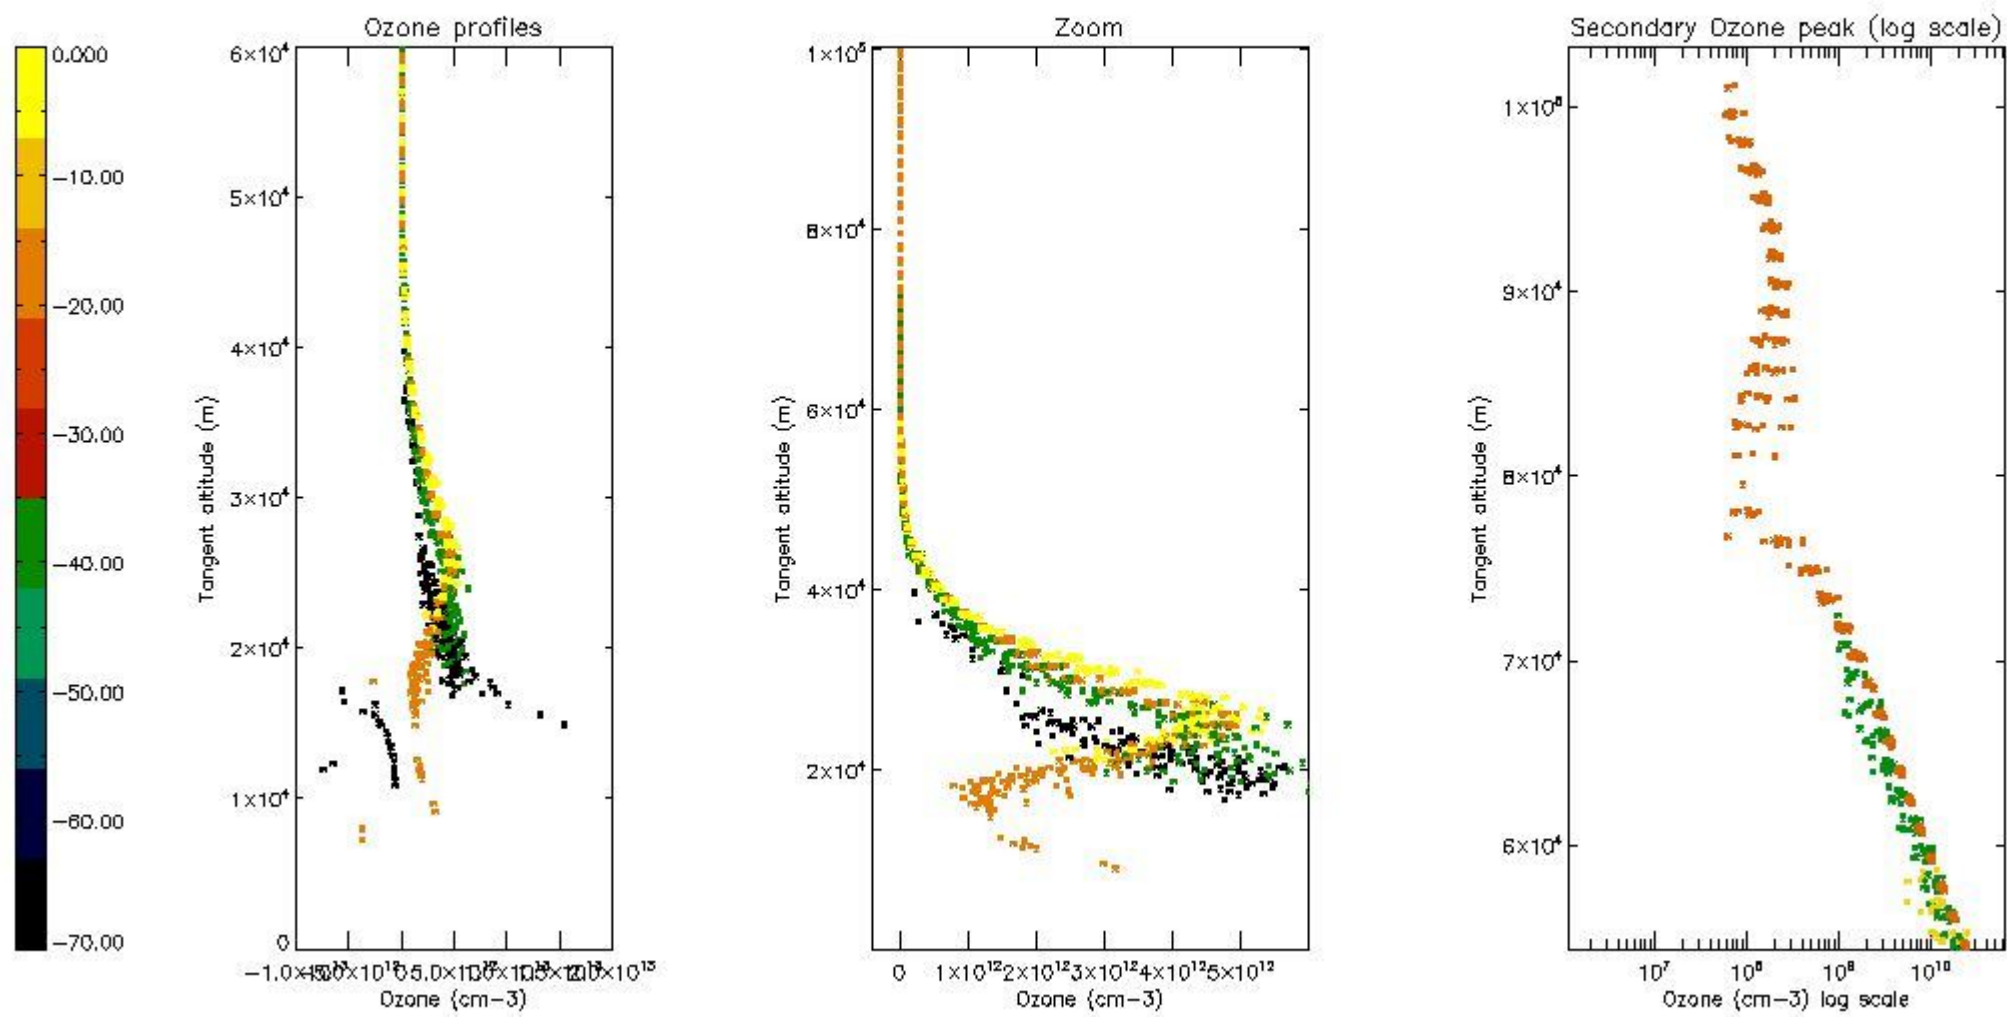 Ozone profiles
Zoom
Secondary Ozone peak (log scale)
0.000
−10.00
−20.00
−30.00
−40.00
−50.00
−60.00
−70.00
6×10⁴
5×10⁴
4×10⁴
3×10⁴
2×10⁴
1×10⁴
0
Tangent altitude (m)
Ozone (cm−3)
1×10⁵
8×10⁴
6×10⁴
4×10⁴
2×10⁴
Tangent altitude (m)
0 1×10¹² 2×10¹² 3×10¹² 4×10¹² 5×10¹²
Ozone (cm−3)
9×10⁴
8×10⁴
7×10⁴
6×10⁴
Tangent altitude (m)
10⁷ 10⁸ 10⁹ 10¹⁰
Ozone (cm−3) log scale